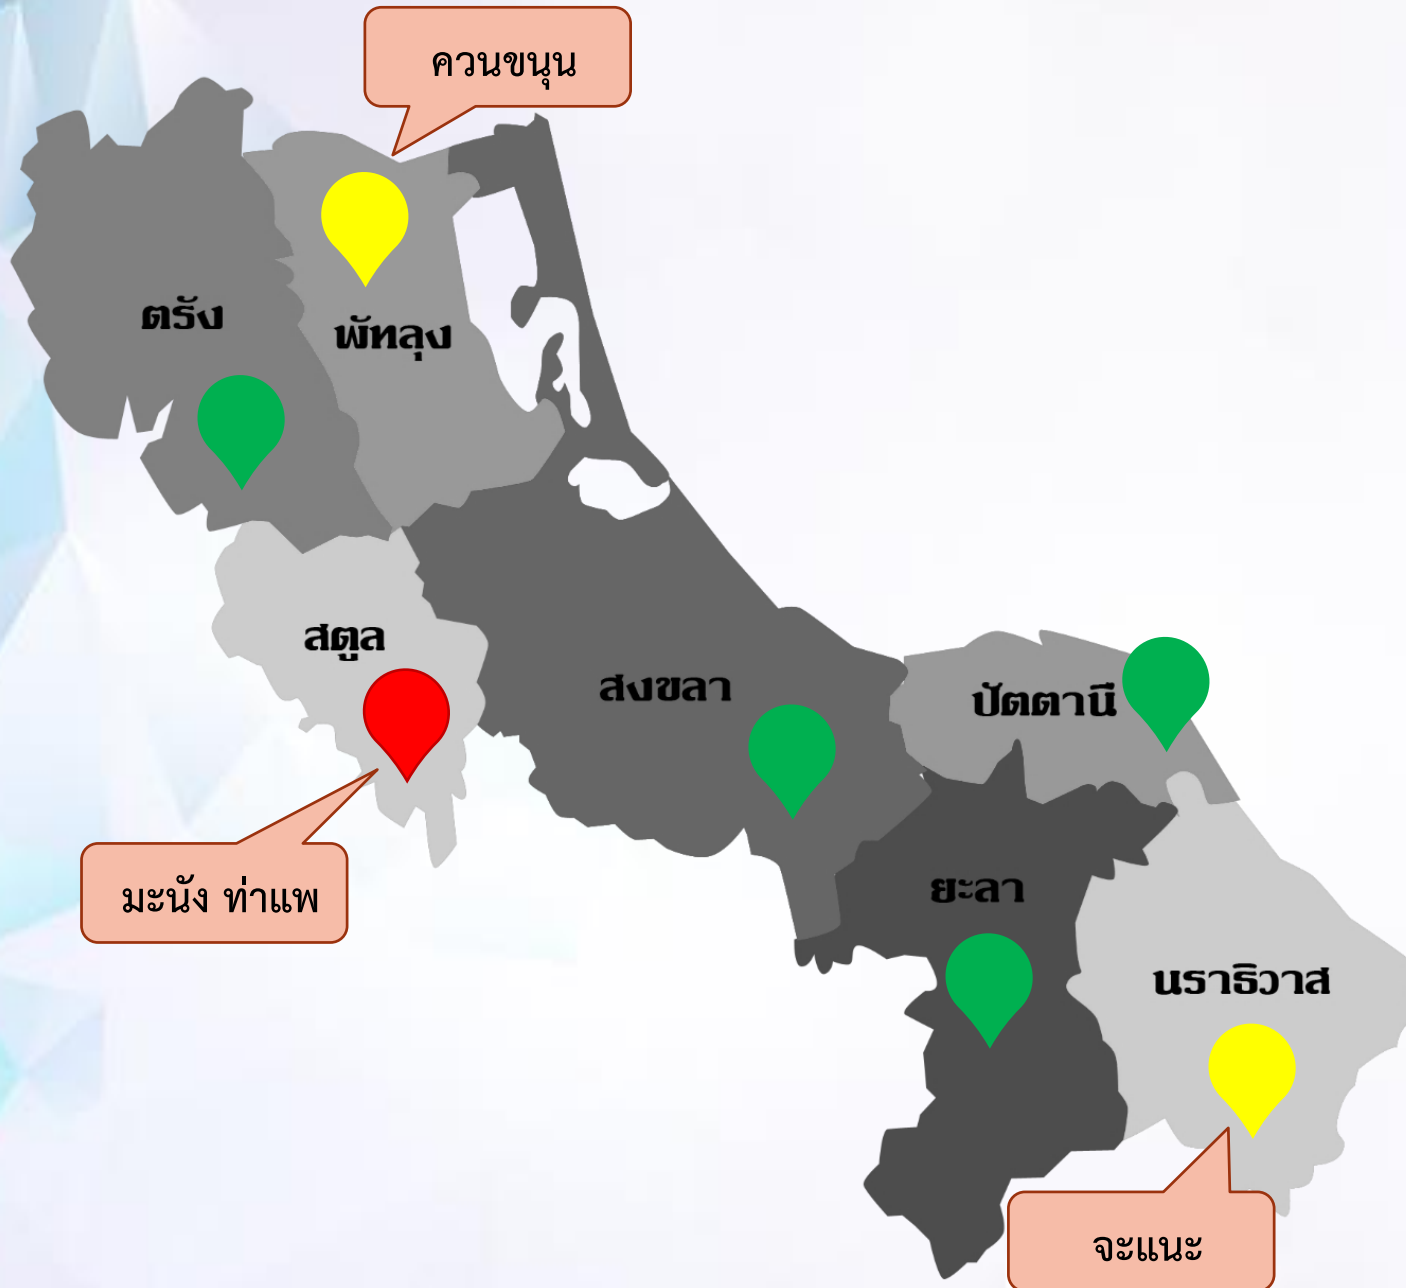 ควนขนุน
ตรัง
พัทลุง
สตูล
สงขลา
ปัตตานี
มะนัง ท่าแพ
ยะลา
นราธิวาส
จะแนะ